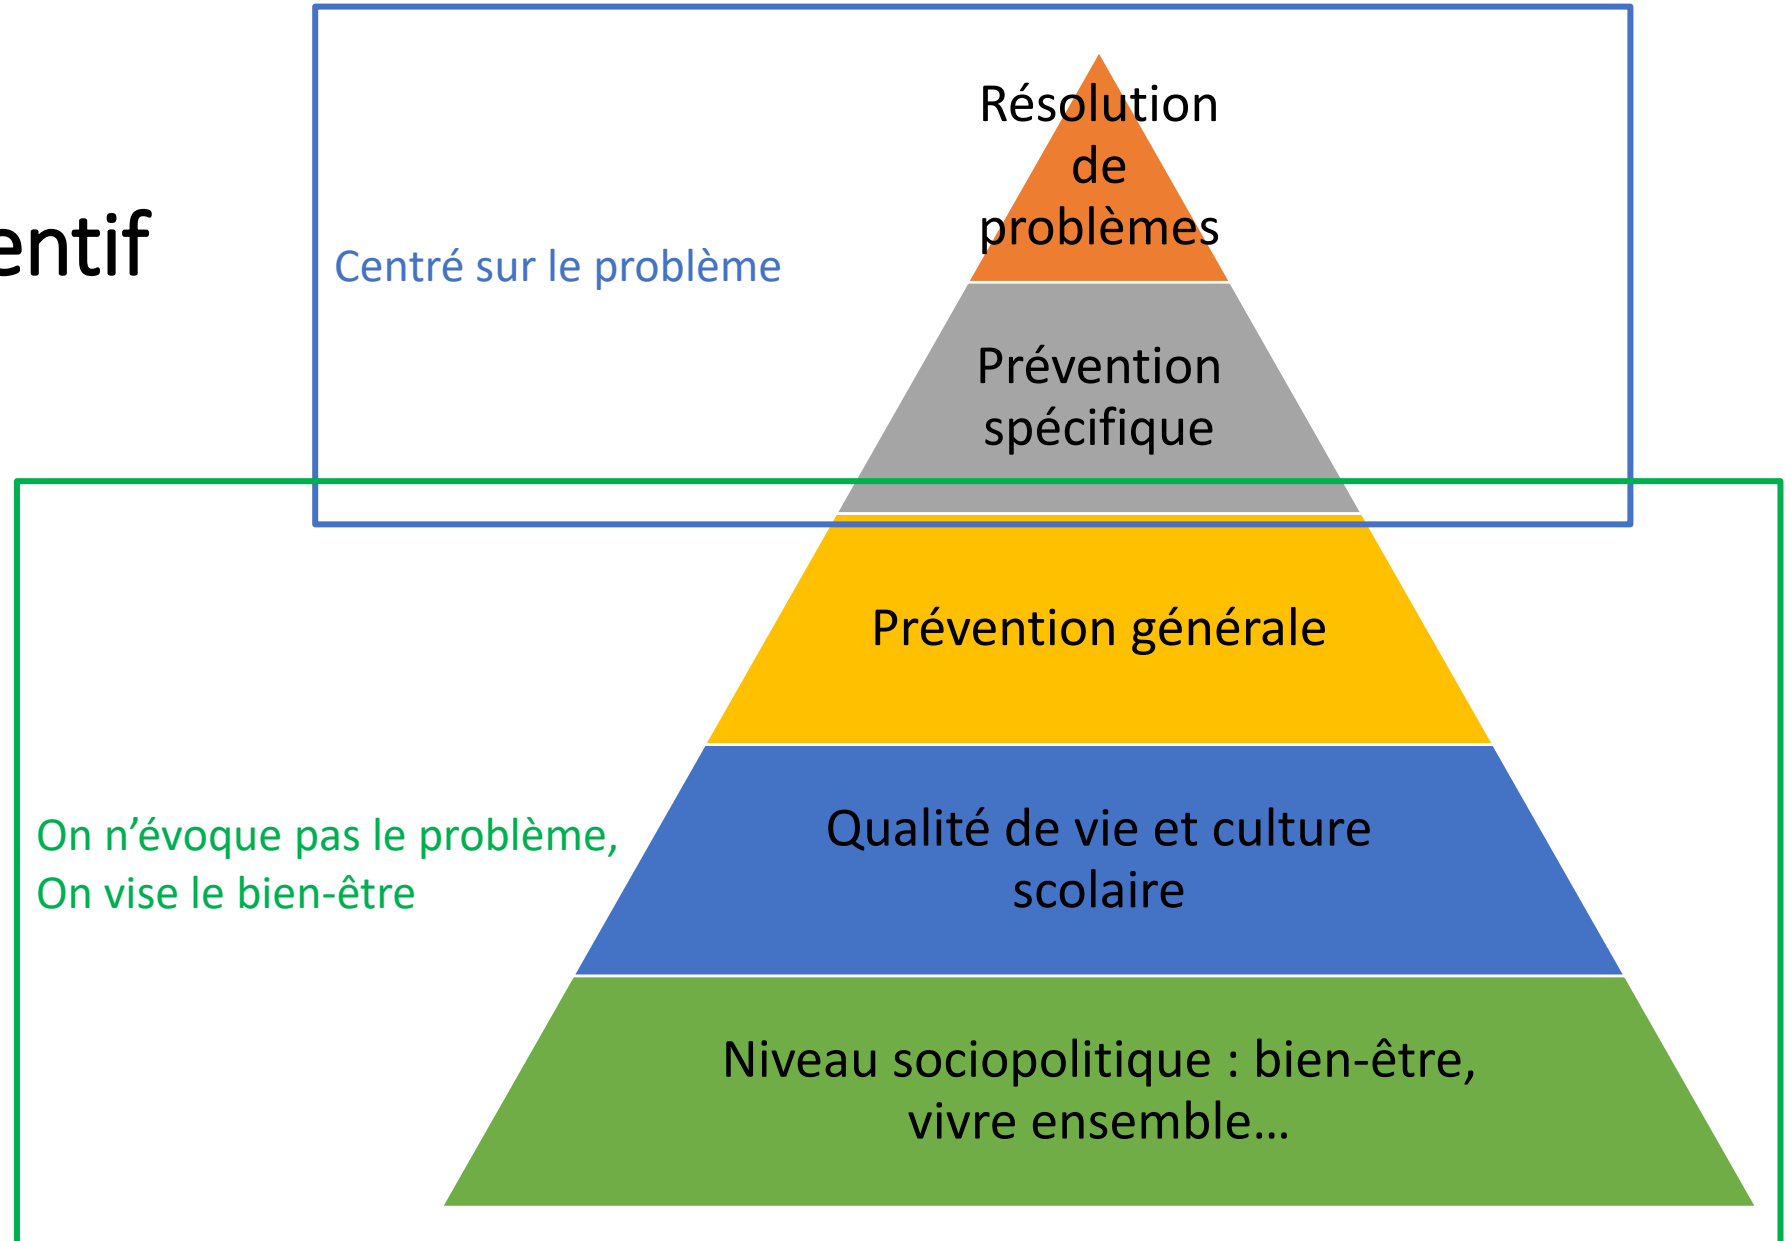 entif
Centré sur le problème
Résolution
de
problèmes
Prévention
spécifique
Prévention générale
On n’évoque pas le problème,
On vise le bien-être
Qualité de vie et culture
scolaire
Niveau sociopolitique : bien-être,
vivre ensemble…